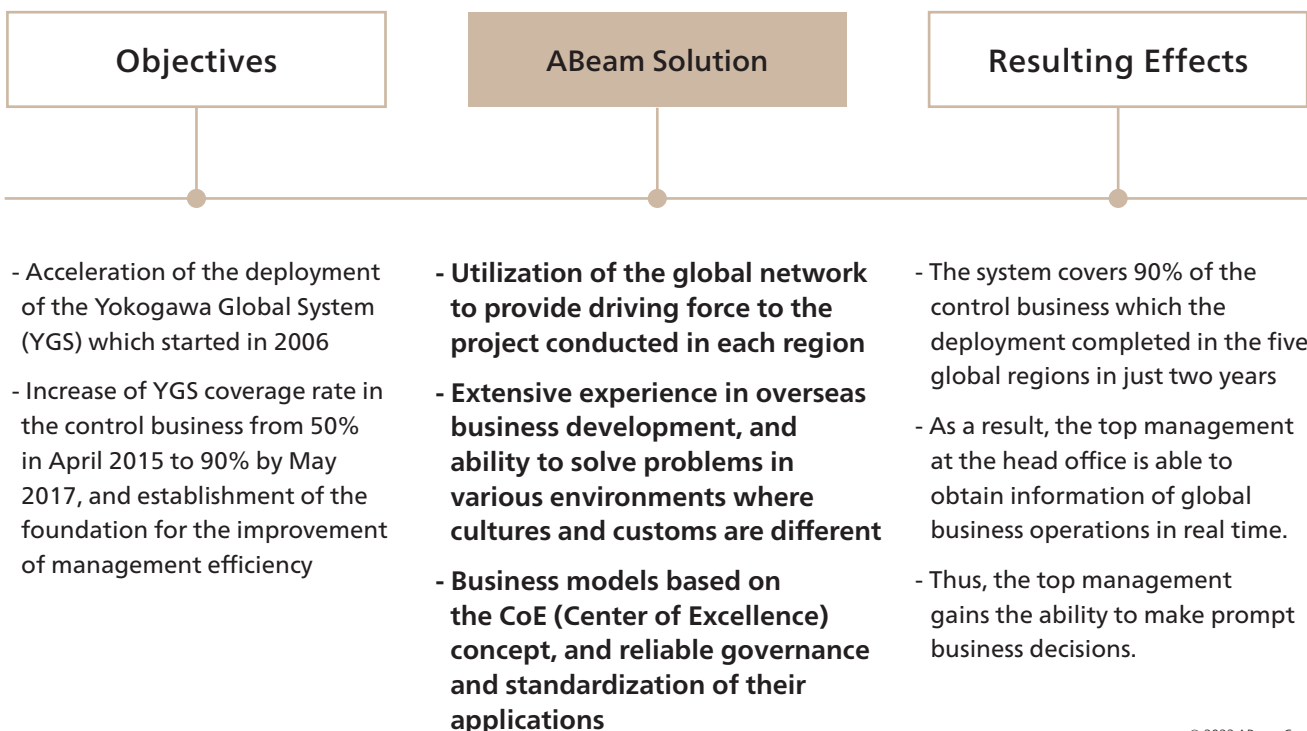 Objectives
ABeam Solution
Resulting Effects
- Acceleration of the deployment
of the Yokogawa Global System
(YGS) which started in 2006
- Increase of YGS coverage rate in
the control business from 50%
in April 2015 to 90% by May
2017, and establishment of the
foundation for the improvement
of management efficiency
- Utilization of the global network
to provide driving force to the
project conducted in each region
- Extensive experience in overseas
business development, and
ability to solve problems in
various environments where
cultures and customs are different
- Business models based on
the CoE (Center of Excellence)
concept, and reliable governance
and standardization of their
applications
- The system covers 90% of the
control business which the
deployment completed in the five
global regions in just two years
- As a result, the top management
at the head office is able to
obtain information of global
business operations in real time.
- Thus, the top management
gains the ability to make prompt
business decisions.